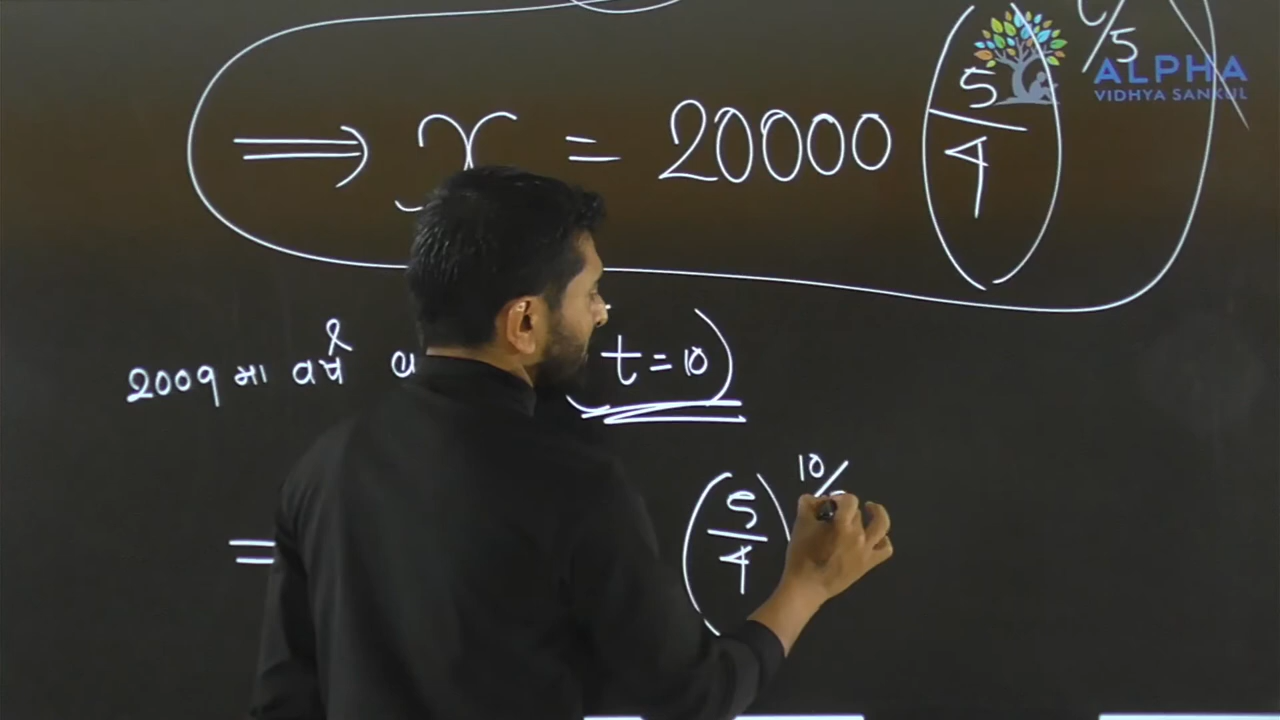 ⟹ x = 20000 (5/4)^t/5
ALPHA
VIDHYA SANKUL
2009 મા વર્ષે
t = 10)
= (5/4)^10/